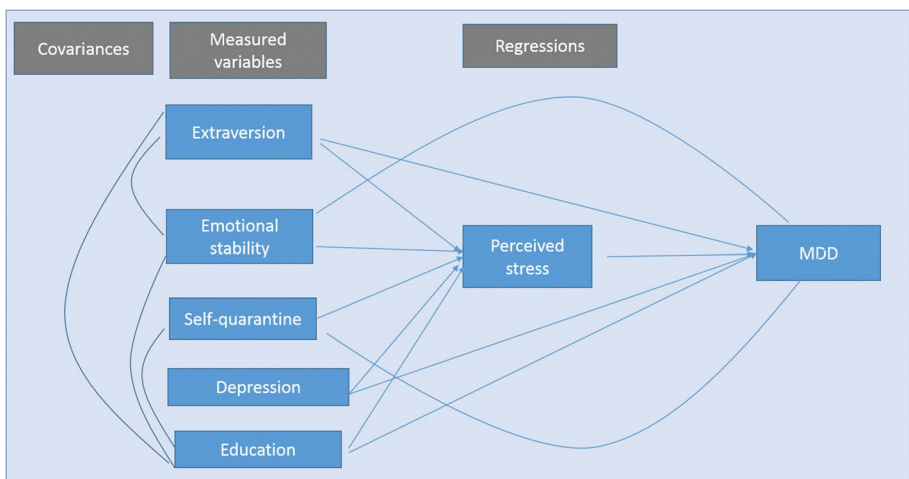 Covariances
Measured
variables
Regressions
Extraversion
Emotional
stability
Perceived
stress
MDD
Self-quarantine
Depression
Education